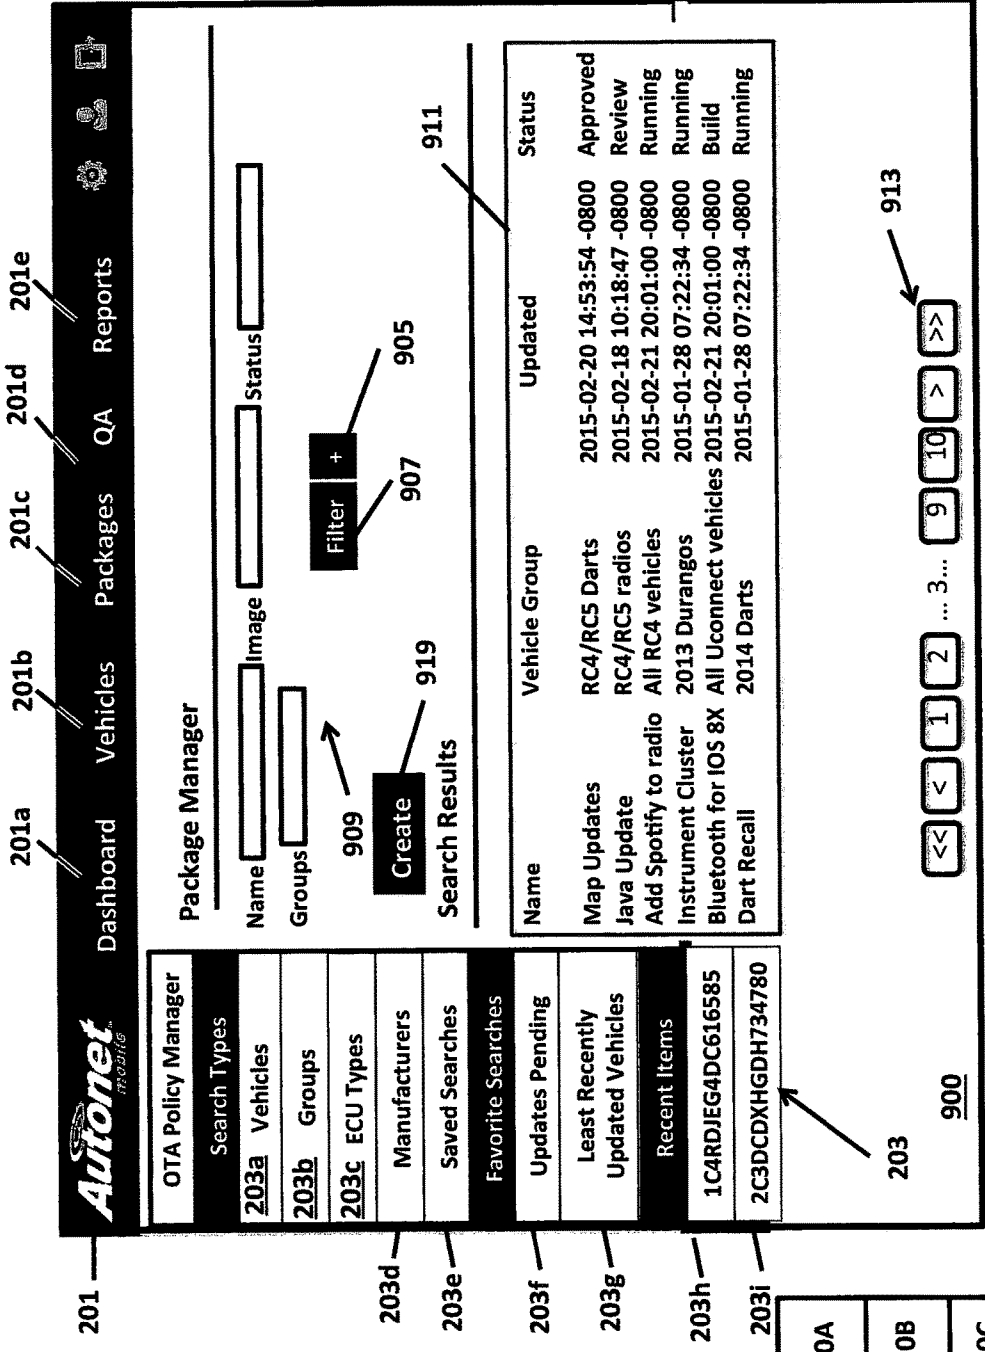 201a 201b 201c 201d 201e
201
Autonet
mobile
Dashboard Vehicles Packages QA Reports
OTA Policy Manager
Search Types
203a Vehicles
203b Groups
203c ECU Types
203d Manufacturers
203e Saved Searches
Favorite Searches
203f Updates Pending
203g Least Recently
Updated Vehicles
Recent Items
203h 1C4RDJEG4DC616585
203i 2C3DCDXHGDH734780
203
Package Manager
Name Image Status
Groups
909
Filter +
907 905
Create
919
Search Results
911
Name Vehicle Group Updated Status
Map Updates RC4/RC5 Darts 2015-02-20 14:53:54 -0800 Approved
Java Update RC4/RC5 radios 2015-02-18 10:18:47 -0800 Review
Add Spotify to radio All RC4 vehicles 2015-02-21 20:01:00 -0800 Running
Instrument Cluster 2013 Durangos 2015-01-28 07:22:34 -0800 Running
Bluetooth for IOS 8X All Uconnect vehicles 2015-02-21 20:01:00 -0800 Build
Dart Recall 2014 Darts 2015-01-28 07:22:34 -0800 Running
<< < 1 2 ... 3... 9 10 > >>
913
900
0A
0B